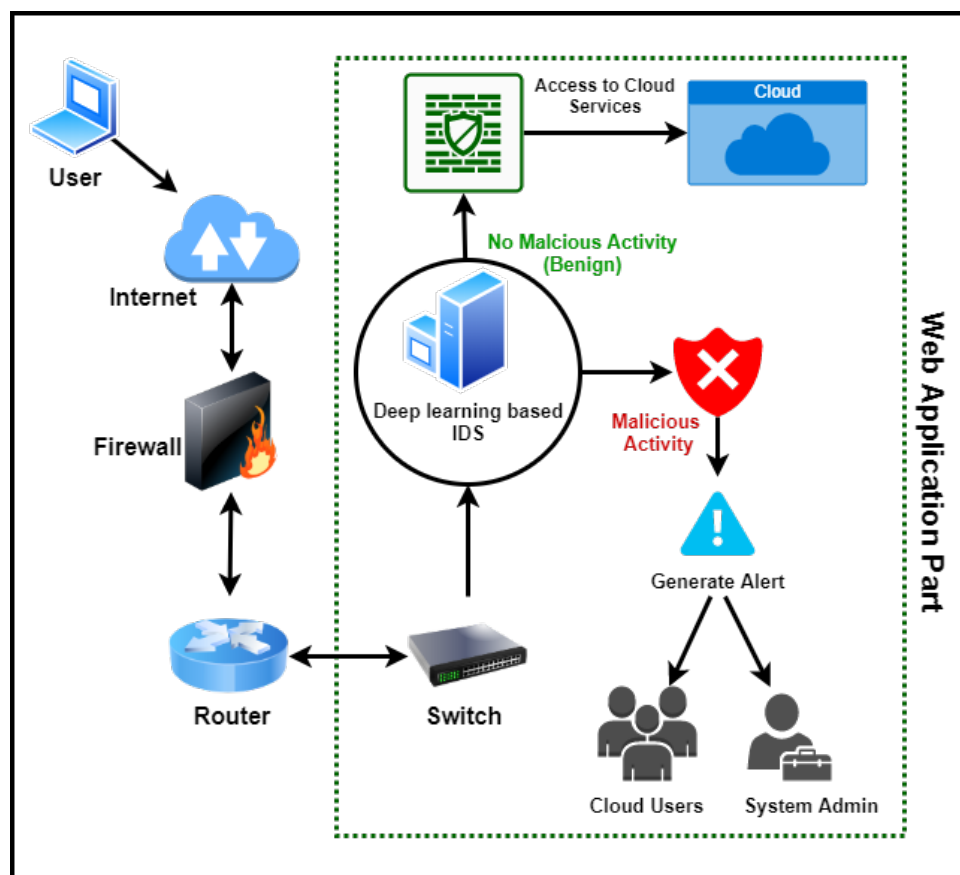 User
Internet
Firewall
Router
Switch
Deep learning based
IDS
No Malcious Activity
(Benign)
Access to Cloud
Services
Cloud
Malicious
Activity
Generate Alert
Cloud Users
System Admin
Web Application Part